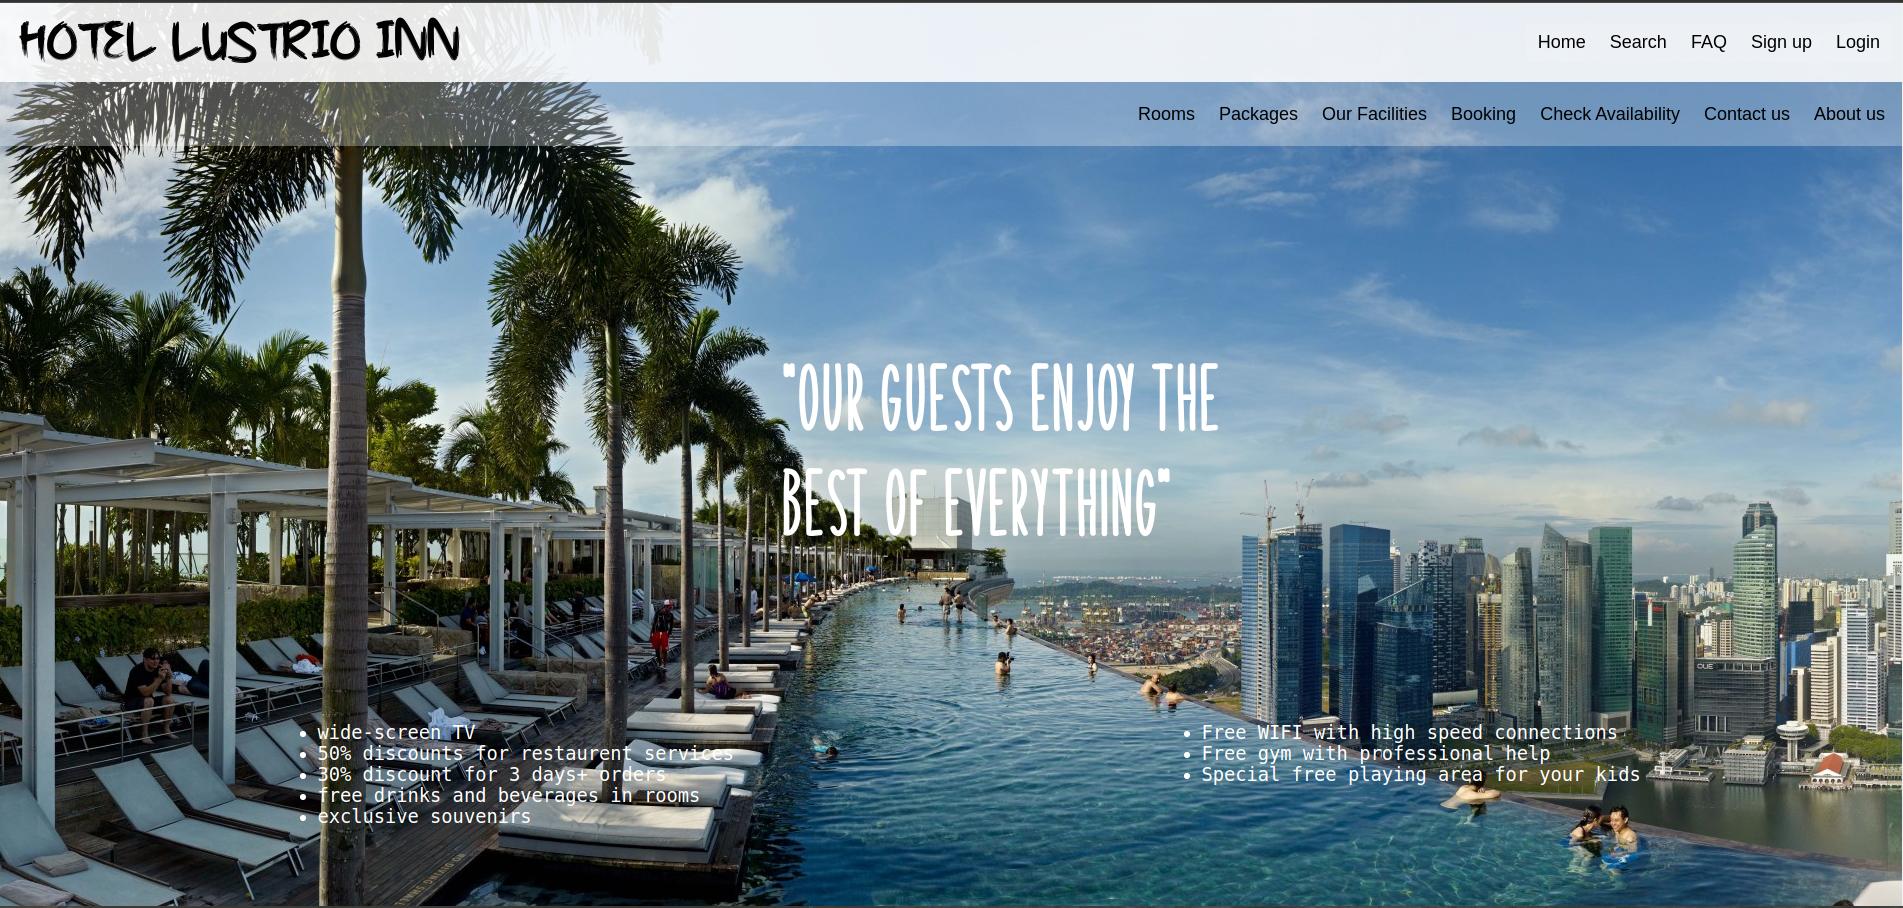 HOTEL LUSTRIO INN
Home Search FAQ Sign up Login
Rooms Packages Our Facilities Booking Check Availability Contact us About us
"OUR GUESTS ENJOY THE
BEST OF EVERYTHING"
OUE
• wide-screen TV
• 50% discounts for restaurent services
• 30% discount for 3 days+ orders
• free drinks and beverages in rooms
• exclusive souvenirs
• Free WIFI with high speed connections
• Free gym with professional help
• Special free playing area for your kids
NO DIVING